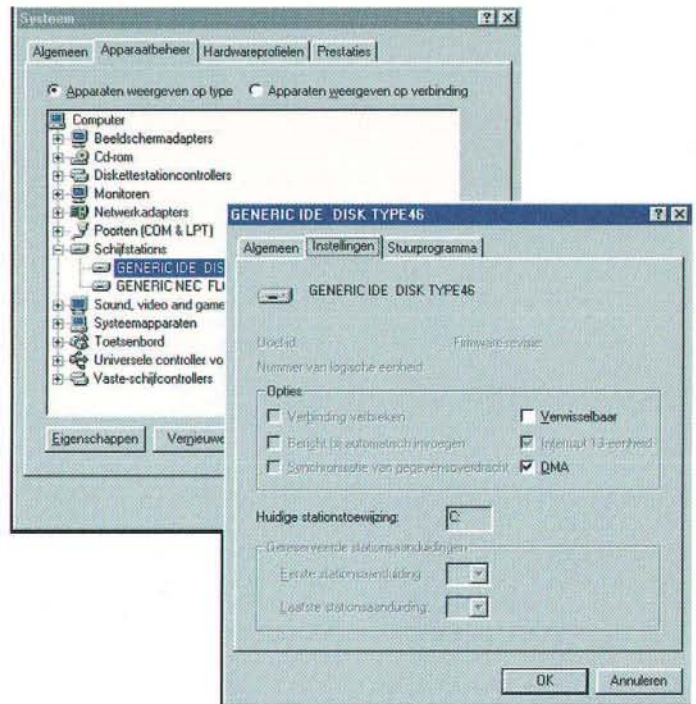 Systeem
Algemeen
Apparaatbeheer
Hardwareprofielen
Prestaties
Apparaten weergeven op type
Apparaten weergeven op verbinding
Computer
Beeldschermadapters
Cd-rom
Diskettestationcontrollers
Monitoren
Netwerkadapters
Poorten (COM & LPT)
Schijfstations
GENERIC IDE DIS
GENERIC NEC FL
Sound, video and game
Systeemapparaten
Toetsenbord
Universele controller vo
Vaste-schijfcontrollers
Eigenschappen
Vernieuwe
GENERIC IDE DISK TYPE46
Algemeen
Instellingen
Stuurprogramma
GENERIC IDE DISK TYPE46
Doel-id:
Firmware-revisie:
Nummer van logische eenheid:
Opties
Verbinding verbreken
Verwisselbaar
Bericht bij automatisch invoegen
Interrupt 13-eenheid
Synchronisatie van gegevensoverdracht
DMA
Huidige stationstoewijzing:
C:
Gereserveerde stationsaanduidingen
Eerste stationsaanduiding:
Laatste stationsaanduiding:
OK
Annuleren